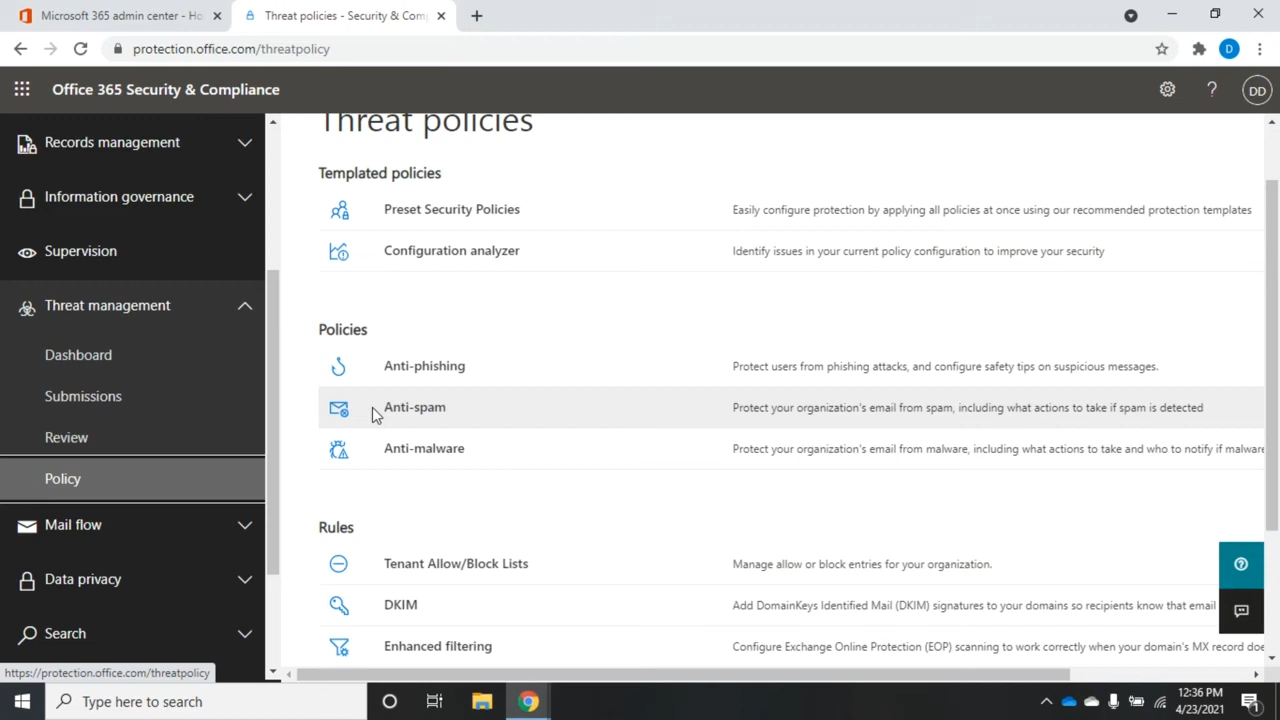 Microsoft 365 admin center - Ho
Threat policies - Security & Com
protection.office.com/threatpolicy
D
Office 365 Security & Compliance
DD
Records management
Information governance
Supervision
Threat management
Dashboard
Submissions
Review
Policy
Mail flow
Data privacy
Search
https://protection.office.com/threatpolicy
Threat policies
Templated policies
Preset Security Policies Easily configure protection by applying all policies at once using our recommended protection templates
Configuration analyzer Identify issues in your current policy configuration to improve your security
Policies
Anti-phishing Protect users from phishing attacks, and configure safety tips on suspicious messages.
Anti-spam Protect your organization's email from spam, including what actions to take if spam is detected
Anti-malware Protect your organization's email from malware, including what actions to take and who to notify if malware
Rules
Tenant Allow/Block Lists Manage allow or block entries for your organization.
DKIM Add DomainKeys Identified Mail (DKIM) signatures to your domains so recipients know that email
Enhanced filtering Configure Exchange Online Protection (EOP) scanning to work correctly when your domain's MX record doe
Type here to search
12:36 PM
4/23/2021
1